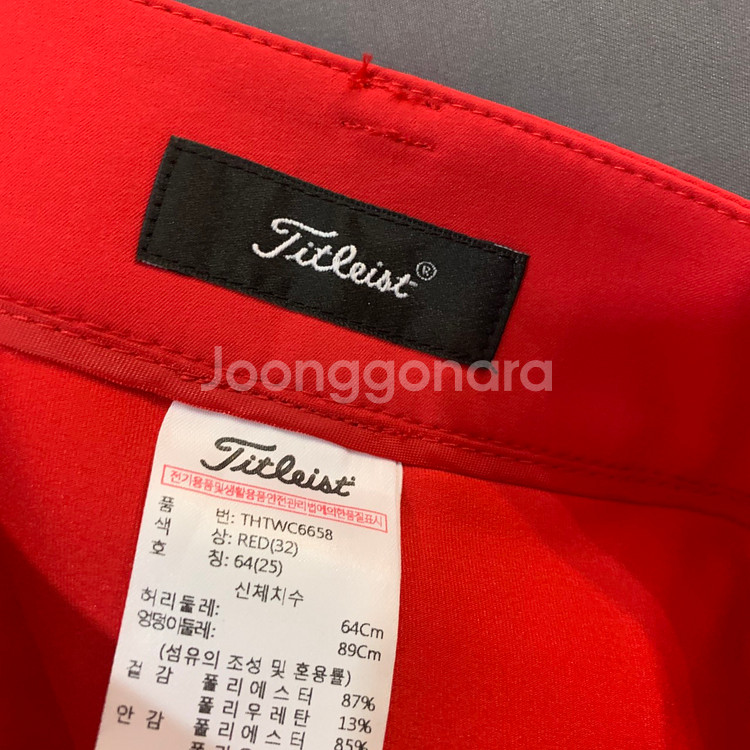 Titleist®
Joonggonara
Titleist
전기용품및생활용품안전관리법에의한품질표시
품 번: THTWC6658
색 상: RED(32)
호 칭: 64(25)
신체치수
허리둘레: 64Cm
엉덩이둘레: 89Cm
(섬유의 조성 및 혼용률)
겉 감 폴리에스터 87%
폴리우레탄 13%
안 감 폴리에스터 85%